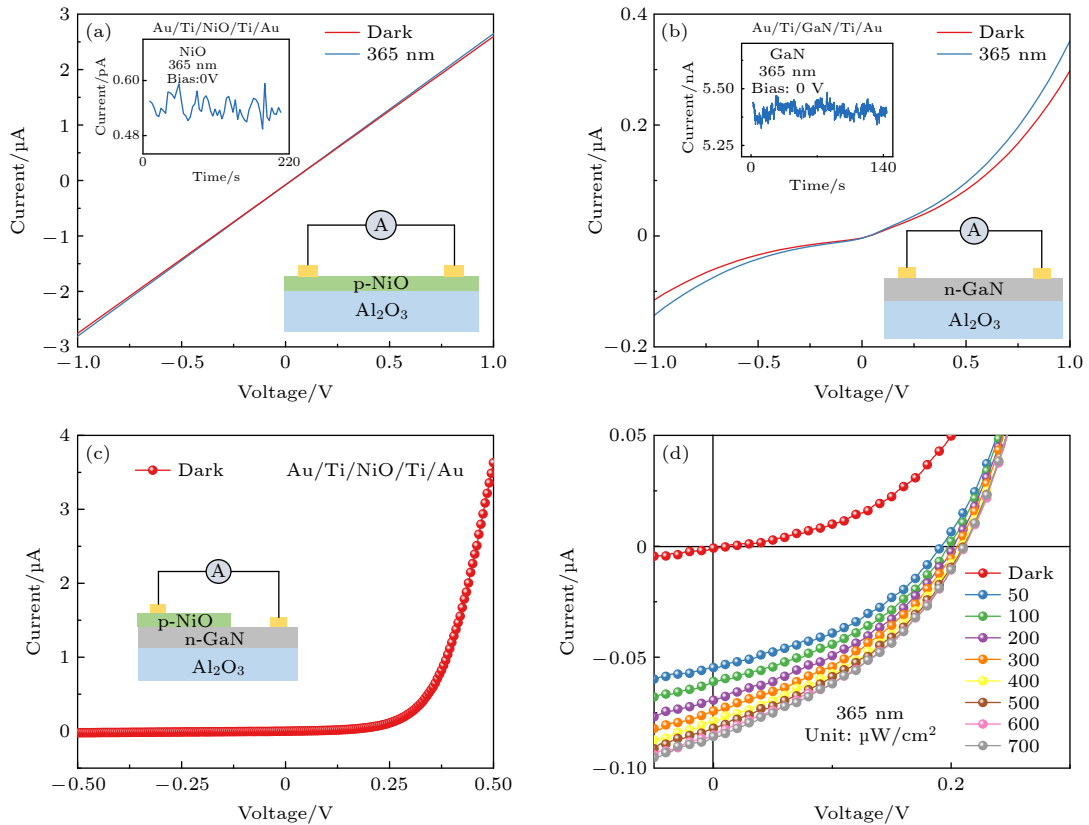 (a)
Au/Ti/NiO/Ti/Au
NiO
365 nm
Bias:0V
Current/pA
0.60
0.48
0
220
Time/s
Dark
365 nm
A
p-NiO
Al₂O₃
Current/µA
3
2
1
0
−1
−2
−3
−1.0
−0.5
0
0.5
1.0
Voltage/V
(b)
Au/Ti/GaN/Ti/Au
GaN
365 nm
Bias: 0 V
Current/nA
5.50
5.25
0
140
Time/s
Dark
365 nm
A
n-GaN
Al₂O₃
Current/µA
0.4
0.2
0
−0.2
−1.0
−0.5
0
0.5
1.0
Voltage/V
(c)
Dark
Au/Ti/NiO/Ti/Au
A
p-NiO
n-GaN
Al₂O₃
Current/µA
4
3
2
1
0
−0.50
−0.25
0
0.25
0.50
Voltage/V
(d)
Dark
50
100
200
300
400
500
600
700
365 nm
Unit: µW/cm²
Current/µA
0.05
0
−0.05
−0.10
0
0.2
Voltage/V